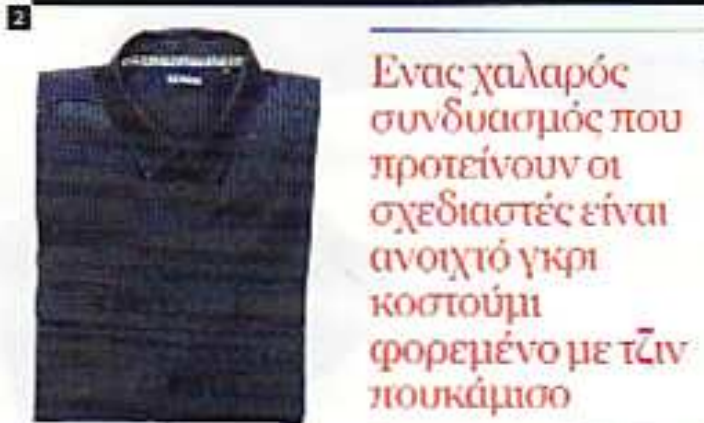 2
Ενας χαλαρός
συνδυασμός που
προτείνουν οι
σχεδιαστές είναι
ανοιχτό γκρι
κοστούμι
φορεμένο με τζιν
πουκάμισο